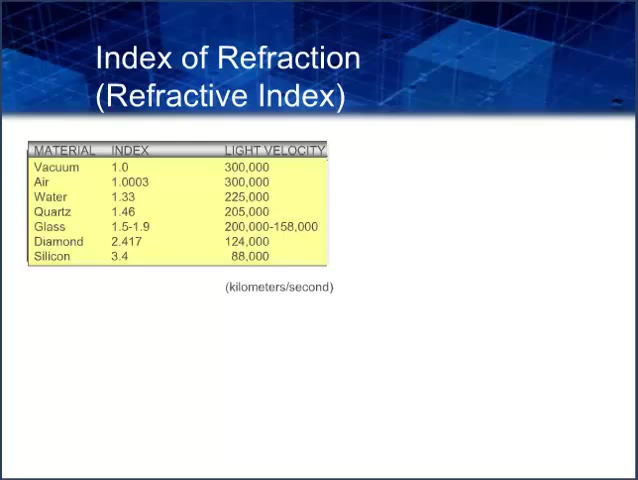 Index of Refraction
(Refractive Index)
MATERIAL INDEX LIGHT VELOCITY
Vacuum 1.0 300,000
Air 1.0003 300,000
Water 1.33 225,000
Quartz 1.46 205,000
Glass 1.5-1.9 200,000-158,000
Diamond 2.417 124,000
Silicon 3.4 88,000
(kilometers/second)